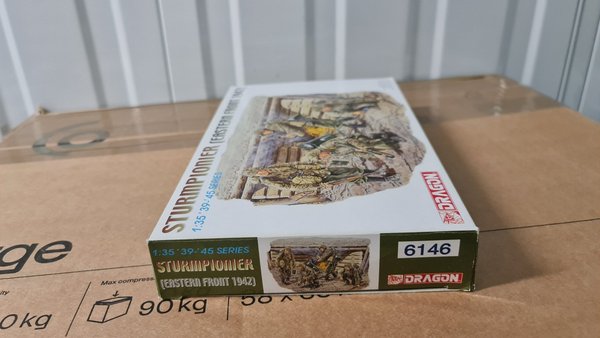 STURMPIONIER (EASTERN FRONT 1942)
1:35 '39-'45 SERIES
DRAGON
1:35 '39-'45 SERIES
STURMPIONIER
(EASTERN FRONT 1942)
6146
DRAGON
Max compress
90kg
0kg